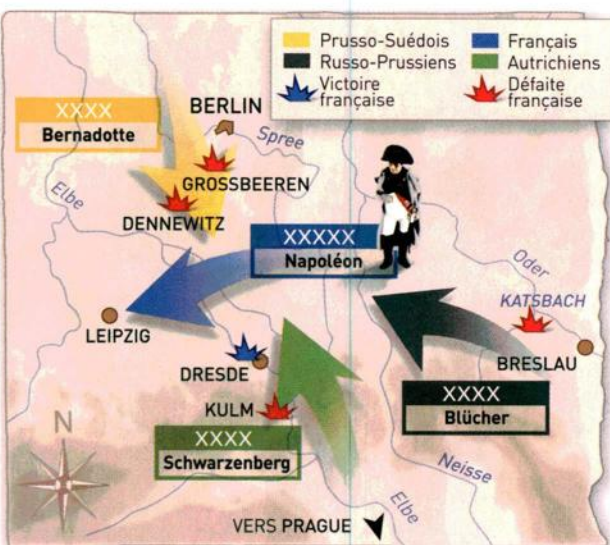 Prusso-Suédois
Français
Russo-Prussiens
Autrichiens
Victoire
française
Défaite
française
XXXX
Bernadotte
BERLIN
Spree
Elbe
GROSSBEEREN
DENNEWITZ
XXXXX
Napoléon
Oder
KATSBACH
LEIPZIG
BRESLAU
DRESDE
XXXX
Blücher
KULM
XXXX
Schwarzenberg
N
Neisse
Elbe
VERS PRAGUE